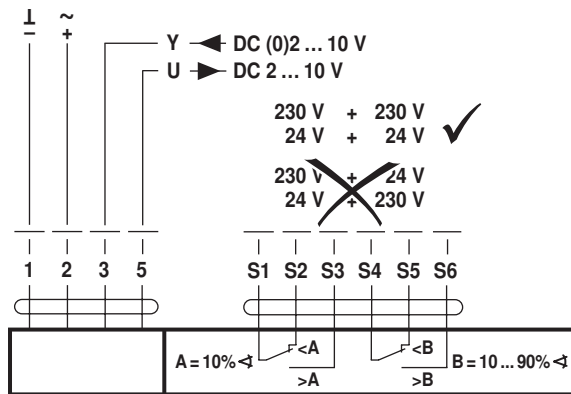 ⊥ ~
− +
Y DC (0)2 ... 10 V
U DC 2 ... 10 V
230 V + 230 V
24 V + 24 V
230 V + 24 V
24 V + 230 V
1 2 3 5 S1 S2 S3 S4 S5 S6
A = 10% ∢ <A <B B = 10 ... 90% ∢
>A >B